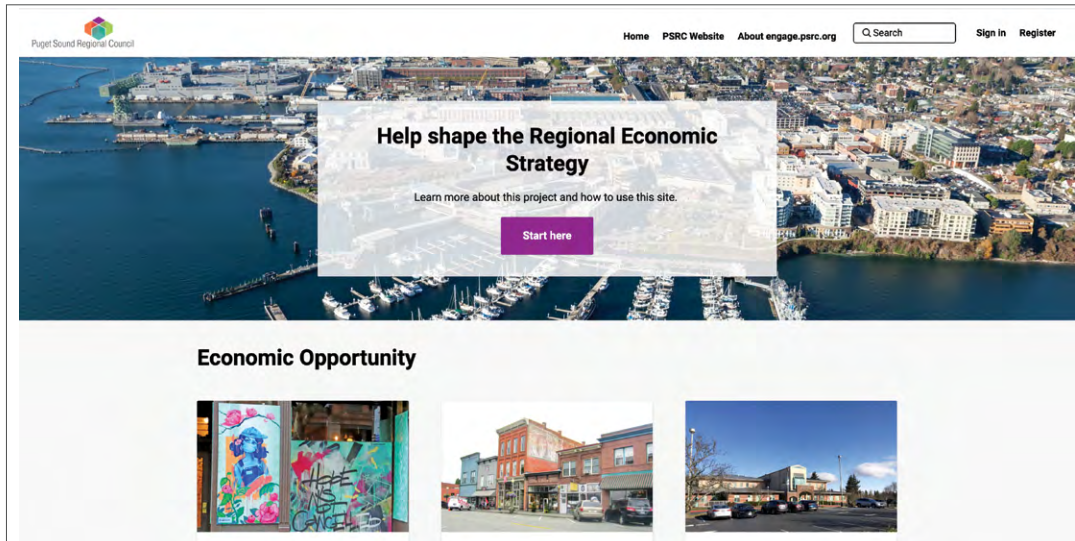 Puget Sound Regional Council
Home PSRC Website About engage.psrc.org Search Sign in Register
Help shape the Regional Economic
Strategy
Learn more about this project and how to use this site.
Start here
Economic Opportunity
HOPE
IS
NOT
CANCELLED